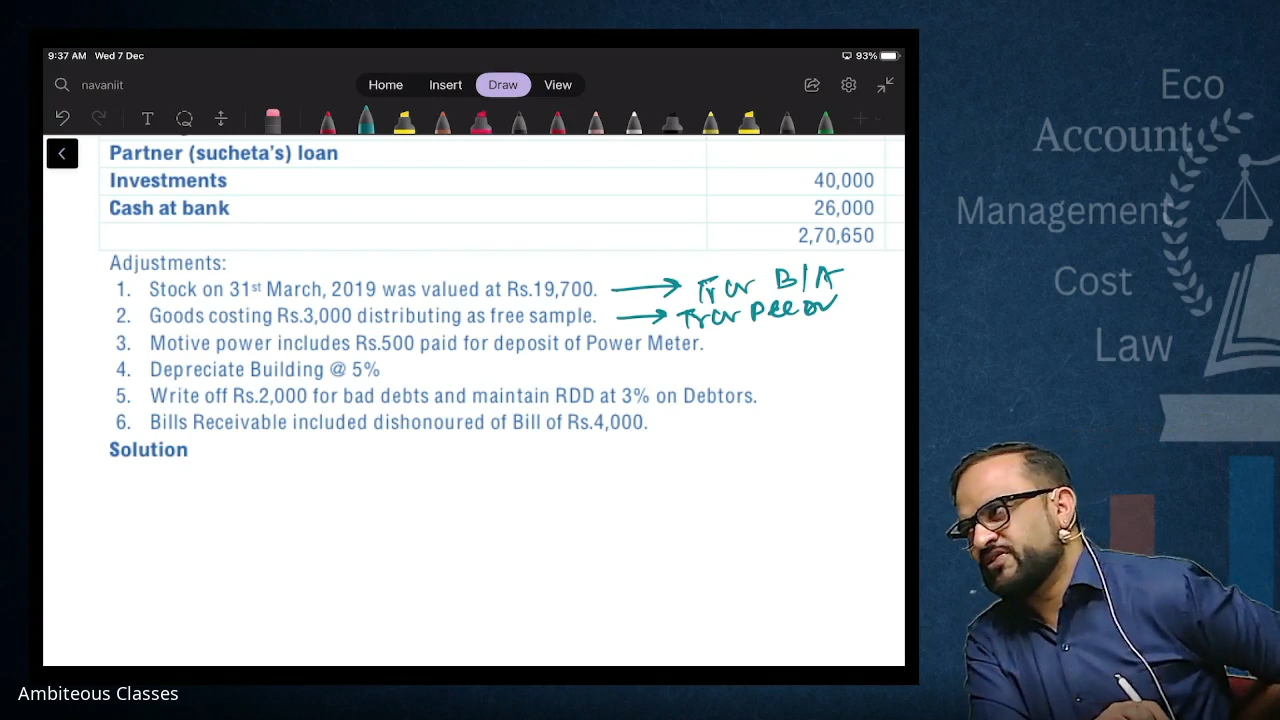 9:37 AM Wed 7 Dec
93%
navaniit
Home Insert Draw View
Partner (sucheta's) loan
Investments 40,000
Cash at bank 26,000
2,70,650
Adjustments:
1. Stock on 31st March, 2019 was valued at Rs.19,700. → Tr Cr B/A
2. Goods costing Rs.3,000 distributing as free sample. → Tr Cr
3. Motive power includes Rs.500 paid for deposit of Power Meter.
4. Depreciate Building @ 5%
5. Write off Rs.2,000 for bad debts and maintain RDD at 3% on Debtors.
6. Bills Receivable included dishonoured of Bill of Rs.4,000.
Solution
Eco
Account
Management
Cost
Law
Ambiteous Classes